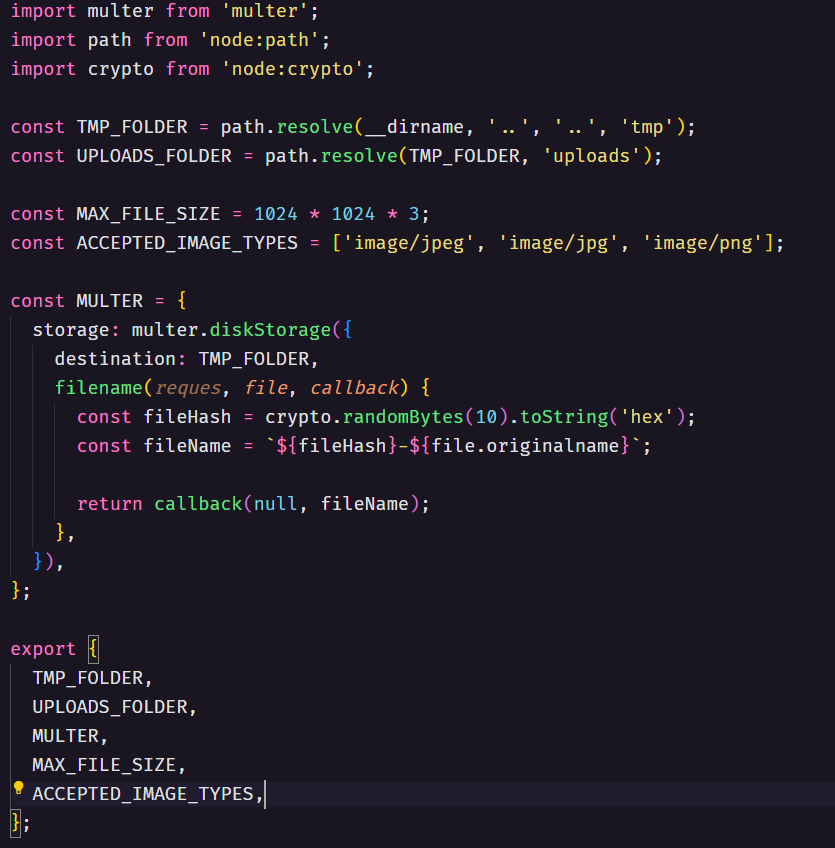 import multer from 'multer';
import path from 'node:path';
import crypto from 'node:crypto';

const TMP_FOLDER = path.resolve(__dirname, '..', '..', 'tmp');
const UPLOADS_FOLDER = path.resolve(TMP_FOLDER, 'uploads');

const MAX_FILE_SIZE = 1024 * 1024 * 3;
const ACCEPTED_IMAGE_TYPES = ['image/jpeg', 'image/jpg', 'image/png'];

const MULTER = {
  storage: multer.diskStorage({
    destination: TMP_FOLDER,
    filename(reques, file, callback) {
      const fileHash = crypto.randomBytes(10).toString('hex');
      const fileName = `${fileHash}-${file.originalname}`;

      return callback(null, fileName);
    },
  }),
};

export {
  TMP_FOLDER,
  UPLOADS_FOLDER,
  MULTER,
  MAX_FILE_SIZE,
  ACCEPTED_IMAGE_TYPES,
};